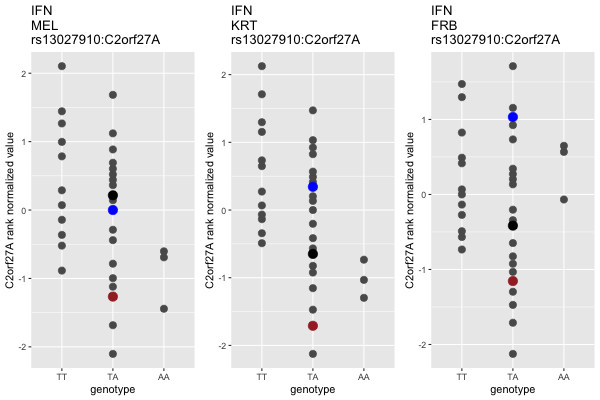 IFN
MEL
rs13027910:C2orf27A
C2orf27A rank normalized value
2
1
0
-1
-2
TT
TA
AA
genotype
IFN
KRT
rs13027910:C2orf27A
C2orf27A rank normalized value
2
1
0
-1
-2
TT
TA
AA
genotype
IFN
FRB
rs13027910:C2orf27A
C2orf27A rank normalized value
1
0
-1
-2
TT
TA
AA
genotype